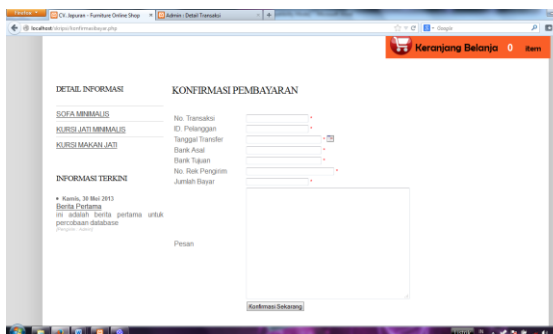 CV. Jaguran - Furniture Online Shop
Admin : Detail Transaksi
localhost/skripsi/konfirmasibayar.php
Google
Keranjang Belanja 0 item
DETAIL INFORMASI
KONFIRMASI PEMBAYARAN
SOFA MINIMALIS
KURSI JATI MINIMALIS
KURSI MAKAN JATI
No. Transaksi *
ID. Pelanggan *
Tanggal Transfer *
Bank Asal *
Bank Tujuan *
No. Rek Pengirim *
Jumlah Bayar *
INFORMASI TERKINI
Kamis, 30 Mei 2013
Berita Pertama
ini adalah berita pertama untuk
percobaan database
Pesan
Konfirmasi Sekarang